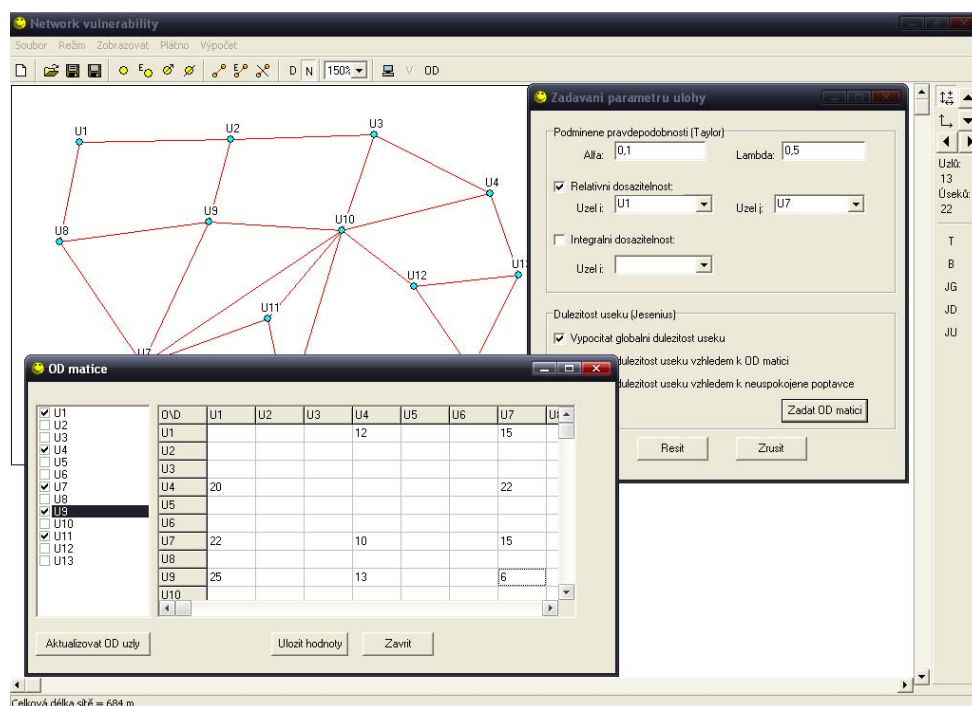 Network vulnerability
Soubor Režim Zobrazovat Plátno Výpočet
E E D N 150% V OD
U1 U2 U3 U4
U8 U9 U10 U12
U11
U7
Zadavani parametru ulohy
Podminene pravdepodobnosti (Taylor)
Alfa: 0,1 Lambda: 0,5
Relativni dosazitelnost:
Uzel i: U1 Uzel j: U7
Integralni dosazitelnost:
Uzel i:
Dulezitost useku (Jesenius)
Vypocitat globalni dulezitost useku
dulezitost useku vzhledem k OD matici
dulezitost useku vzhledem k neuspokojene poptavce
Zadat OD matici
Resit Zrusit
Uzlů:
13
Úseků:
22
T
B
JG
JD
JU
OD matice
U1
U2
U3
U4
U5
U6
U7
U8
U9
U10
U11
U12
U13
O\D U1 U2 U3 U4 U5 U6 U7
U1 12 15
U2
U3
U4 20 22
U5
U6
U7 22 10 15
U8
U9 25 13 6
U10
Aktualizovat OD uzly Ulozit hodnoty Zavrit
Celková délka sítě = 684 m